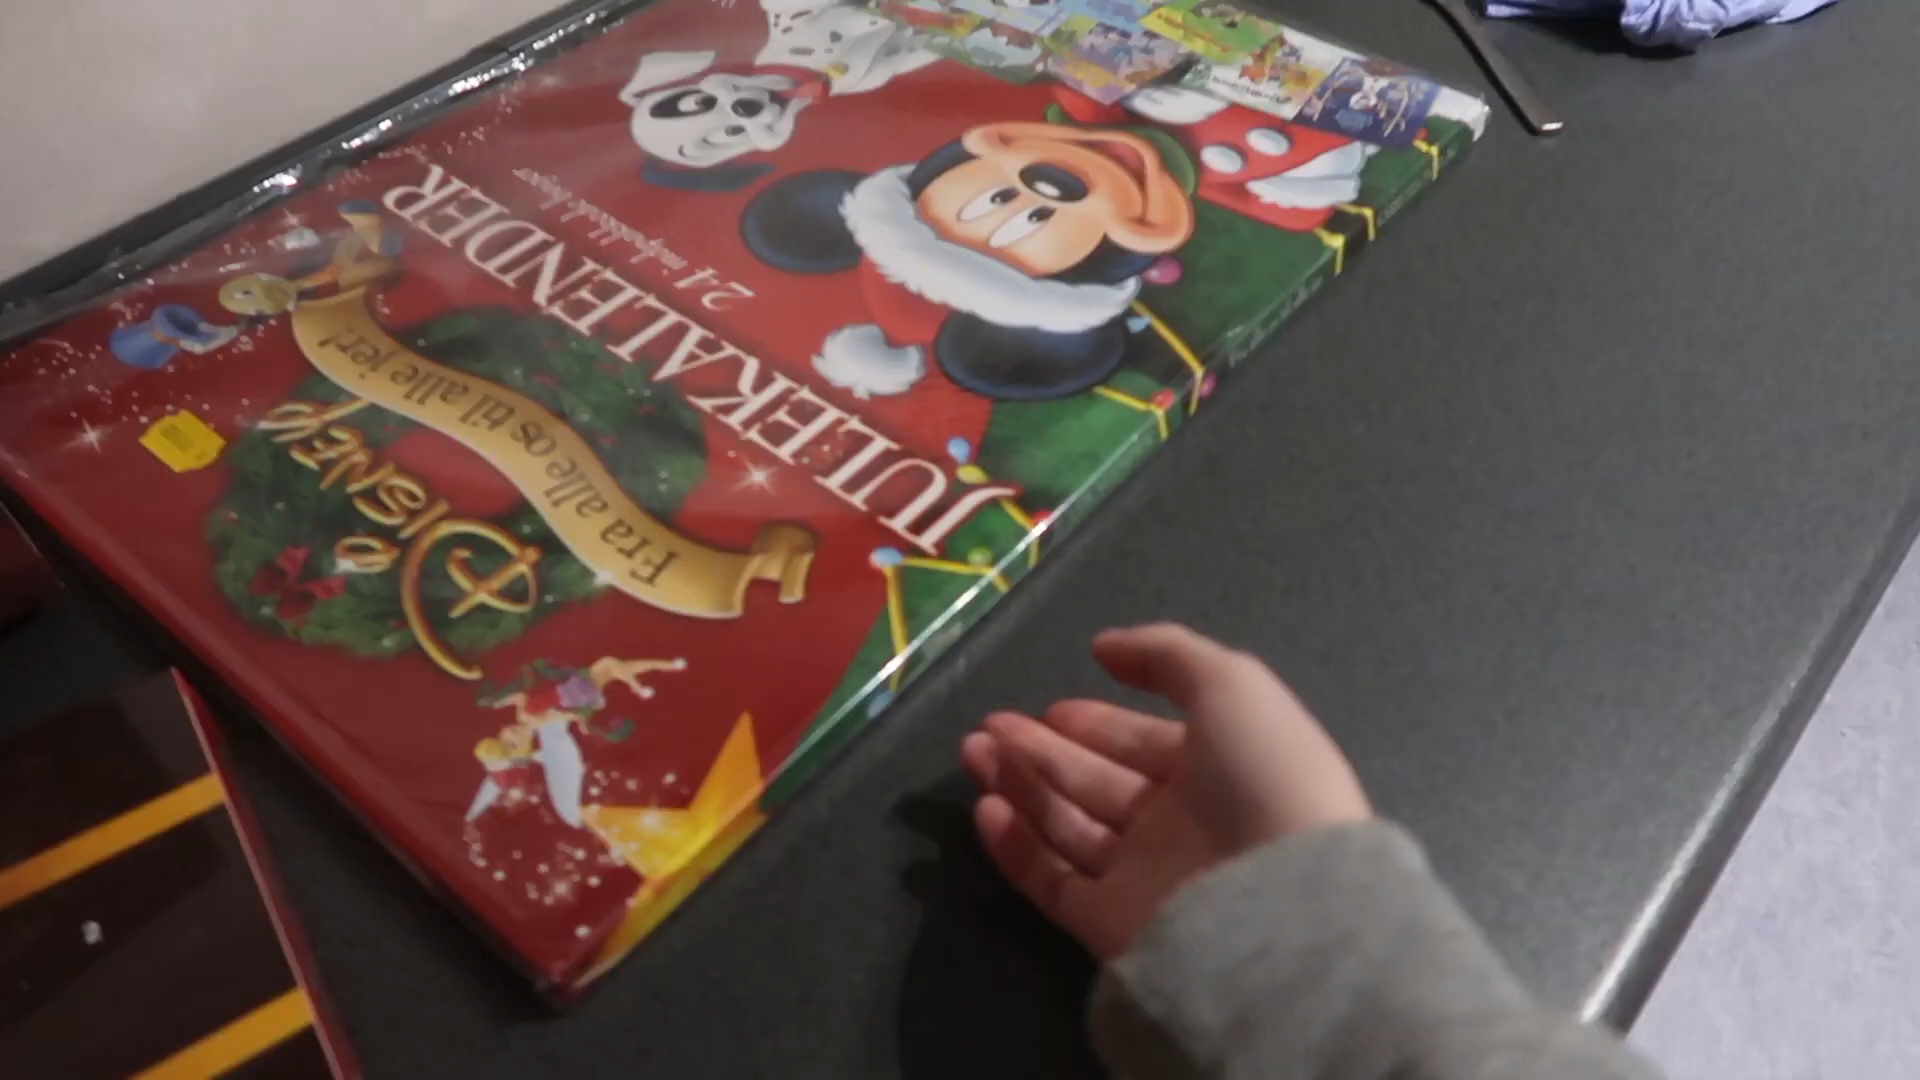 DISNEY
Fra alle os til alle jer!
JULEKALENDER
24 indpakkede bøger